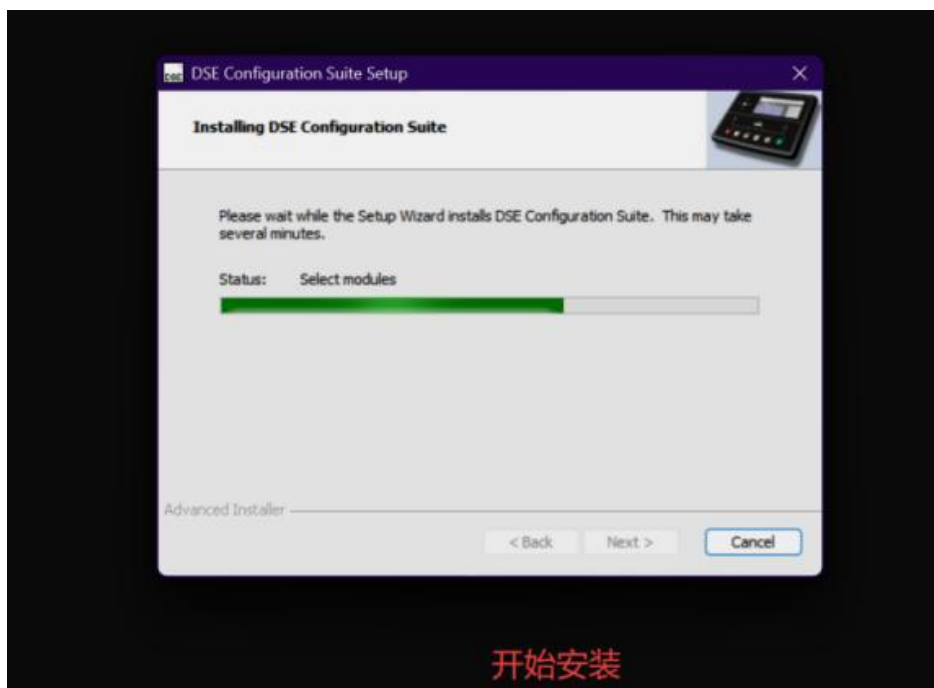 DSE Configuration Suite Setup
Installing DSE Configuration Suite
Please wait while the Setup Wizard installs DSE Configuration Suite. This may take
several minutes.
Status: Select modules
Advanced Installer
< Back Next > Cancel
开始安装